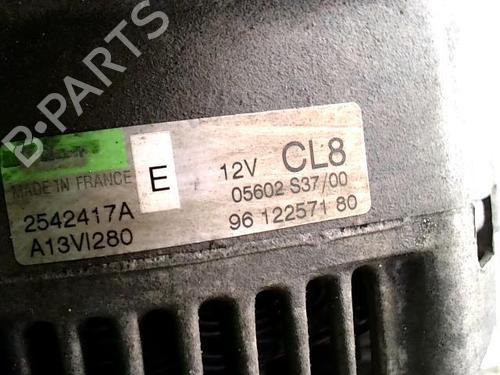 B-PARTS
MADE IN FRANCE
E
12V
CL8
2542417A
05602 S37/00
A13VI280
96 122571 80